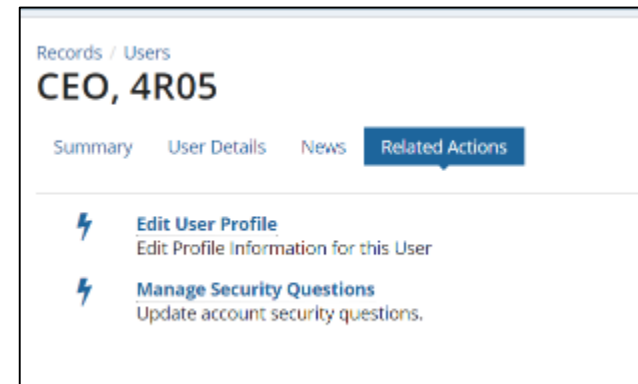 Records / Users
CEO, 4R05
Summary User Details News Related Actions
Edit User Profile
Edit Profile Information for this User
Manage Security Questions
Update account security questions.